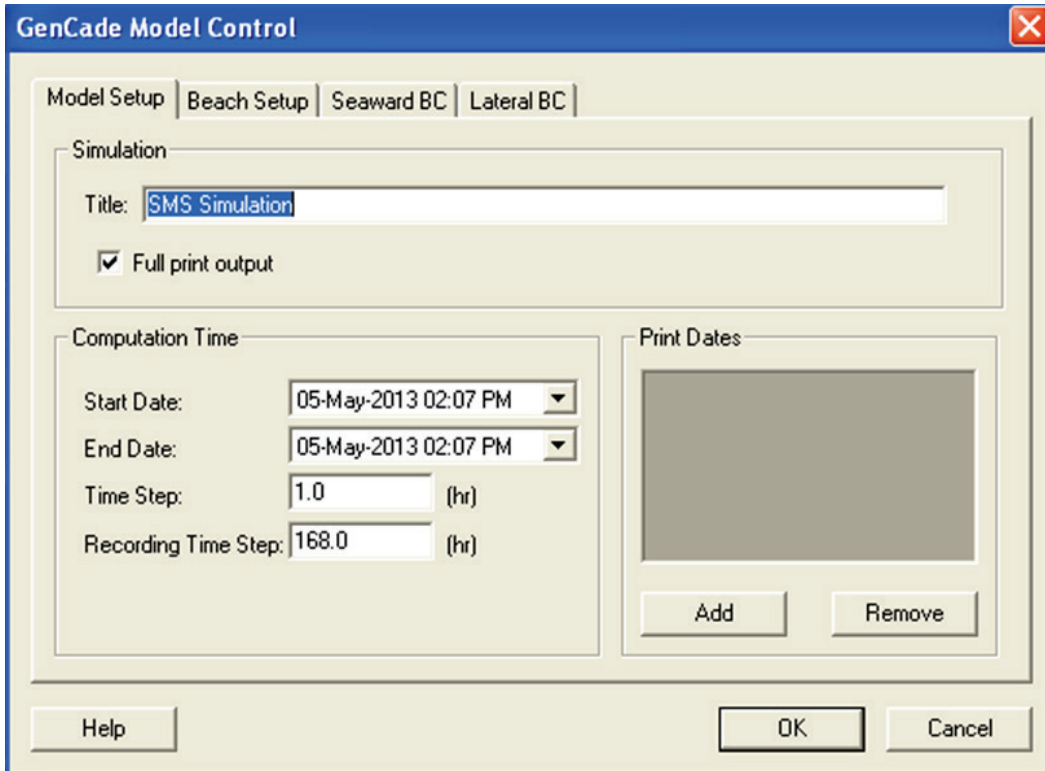 GenCade Model Control
Model Setup Beach Setup Seaward BC Lateral BC
Simulation
Title: SMS Simulation
Full print output
Computation Time
Start Date: 05-May-2013 02:07 PM
End Date: 05-May-2013 02:07 PM
Time Step: 1.0 (hr)
Recording Time Step: 168.0 (hr)
Print Dates
Add Remove
Help OK Cancel